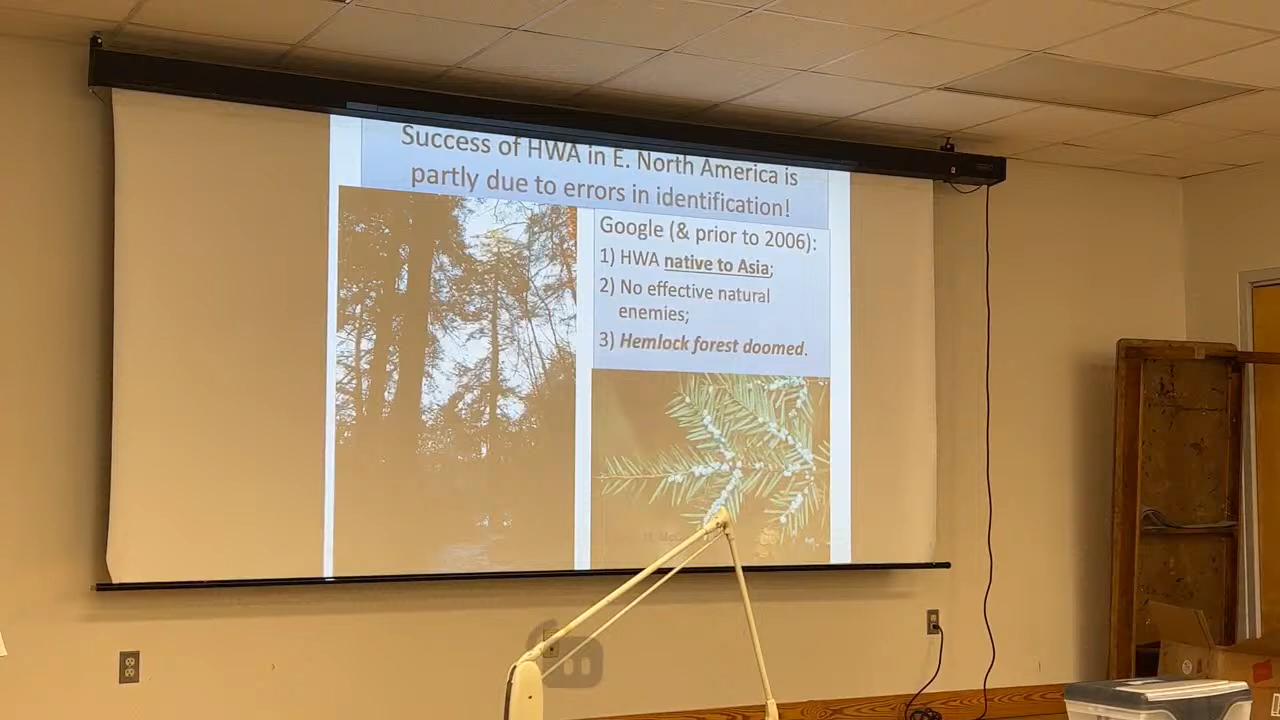 Success of HWA in E. North America is
partly due to errors in identification!
Google (& prior to 2006):
1) HWA native to Asia;
2) No effective natural
enemies;
3) Hemlock forest doomed.